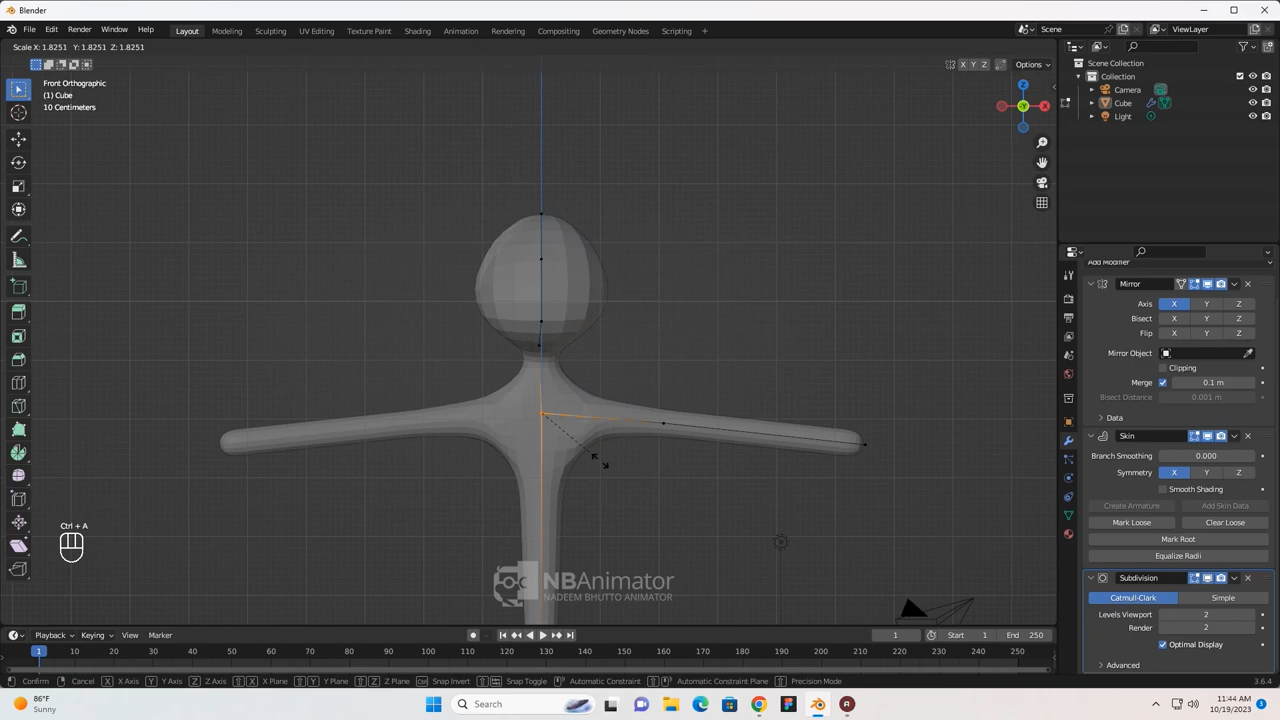 Blender
File Edit Render Window Help Layout Modeling Sculpting UV Editing Texture Paint Shading Animation Rendering Compositing Geometry Nodes Scripting + Scene ViewLayer
Scale X: 1.8251 Y: 1.8251 Z: 1.8251
X Y Z Options
Front Orthographic
(1) Cube
10 Centimeters
Z
X
-Y
Scene Collection
Collection
Camera
Cube
Light
Add Modifier
Mirror
Axis X Y Z
Bisect X Y Z
Flip X Y Z
Mirror Object
Clipping
Merge 0.1 m
Bisect Distance 0.001 m
Data
Skin
Branch Smoothing 0.000
Symmetry X Y Z
Smooth Shading
Create Armature Add Skin Data
Mark Loose Clear Loose
Mark Root
Equalize Radii
Subdivision
Catmull-Clark Simple
Levels Viewport 2
Render 2
Optimal Display
Advanced
Ctrl + A
NBAnimator
NADEEM BHUTTO ANIMATOR
Playback Keying View Marker 1 Start 1 End 250
1 10 20 30 40 50 60 70 80 90 100 110 120 130 140 150 160 170 180 190 200 210 220 230 240 250
Confirm Cancel X X Axis Y Y Axis Z Z Axis X X Plane Y Y Plane Z Z Plane Snap Invert Snap Toggle Automatic Constraint Automatic Constraint Plane Precision Mode 3.6.4
86°F
Sunny
Search
11:44 AM
10/19/2023